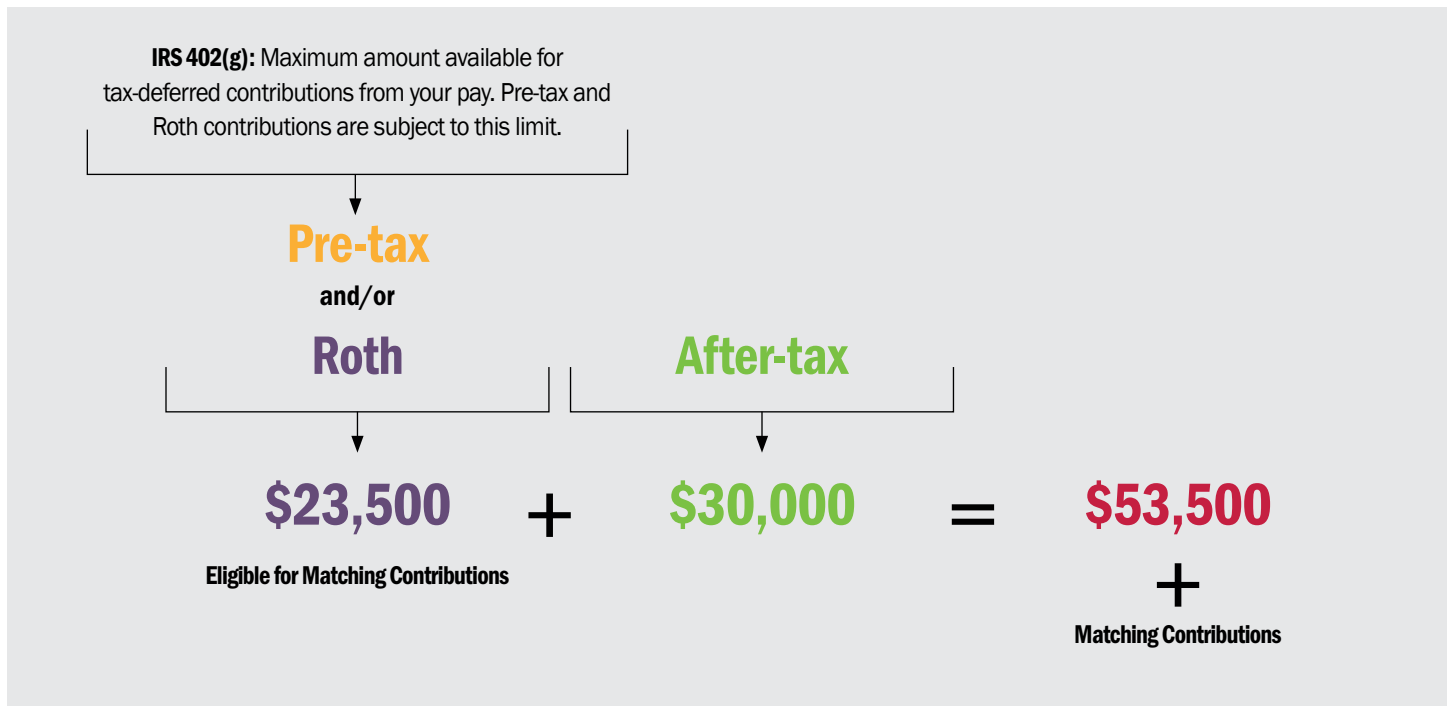 IRS 402(g): Maximum amount available for
tax-deferred contributions from your pay. Pre-tax and
Roth contributions are subject to this limit.
Pre-tax
and/or
Roth
After-tax
$23,500 + $30,000 = $53,500
Eligible for Matching Contributions
+
Matching Contributions